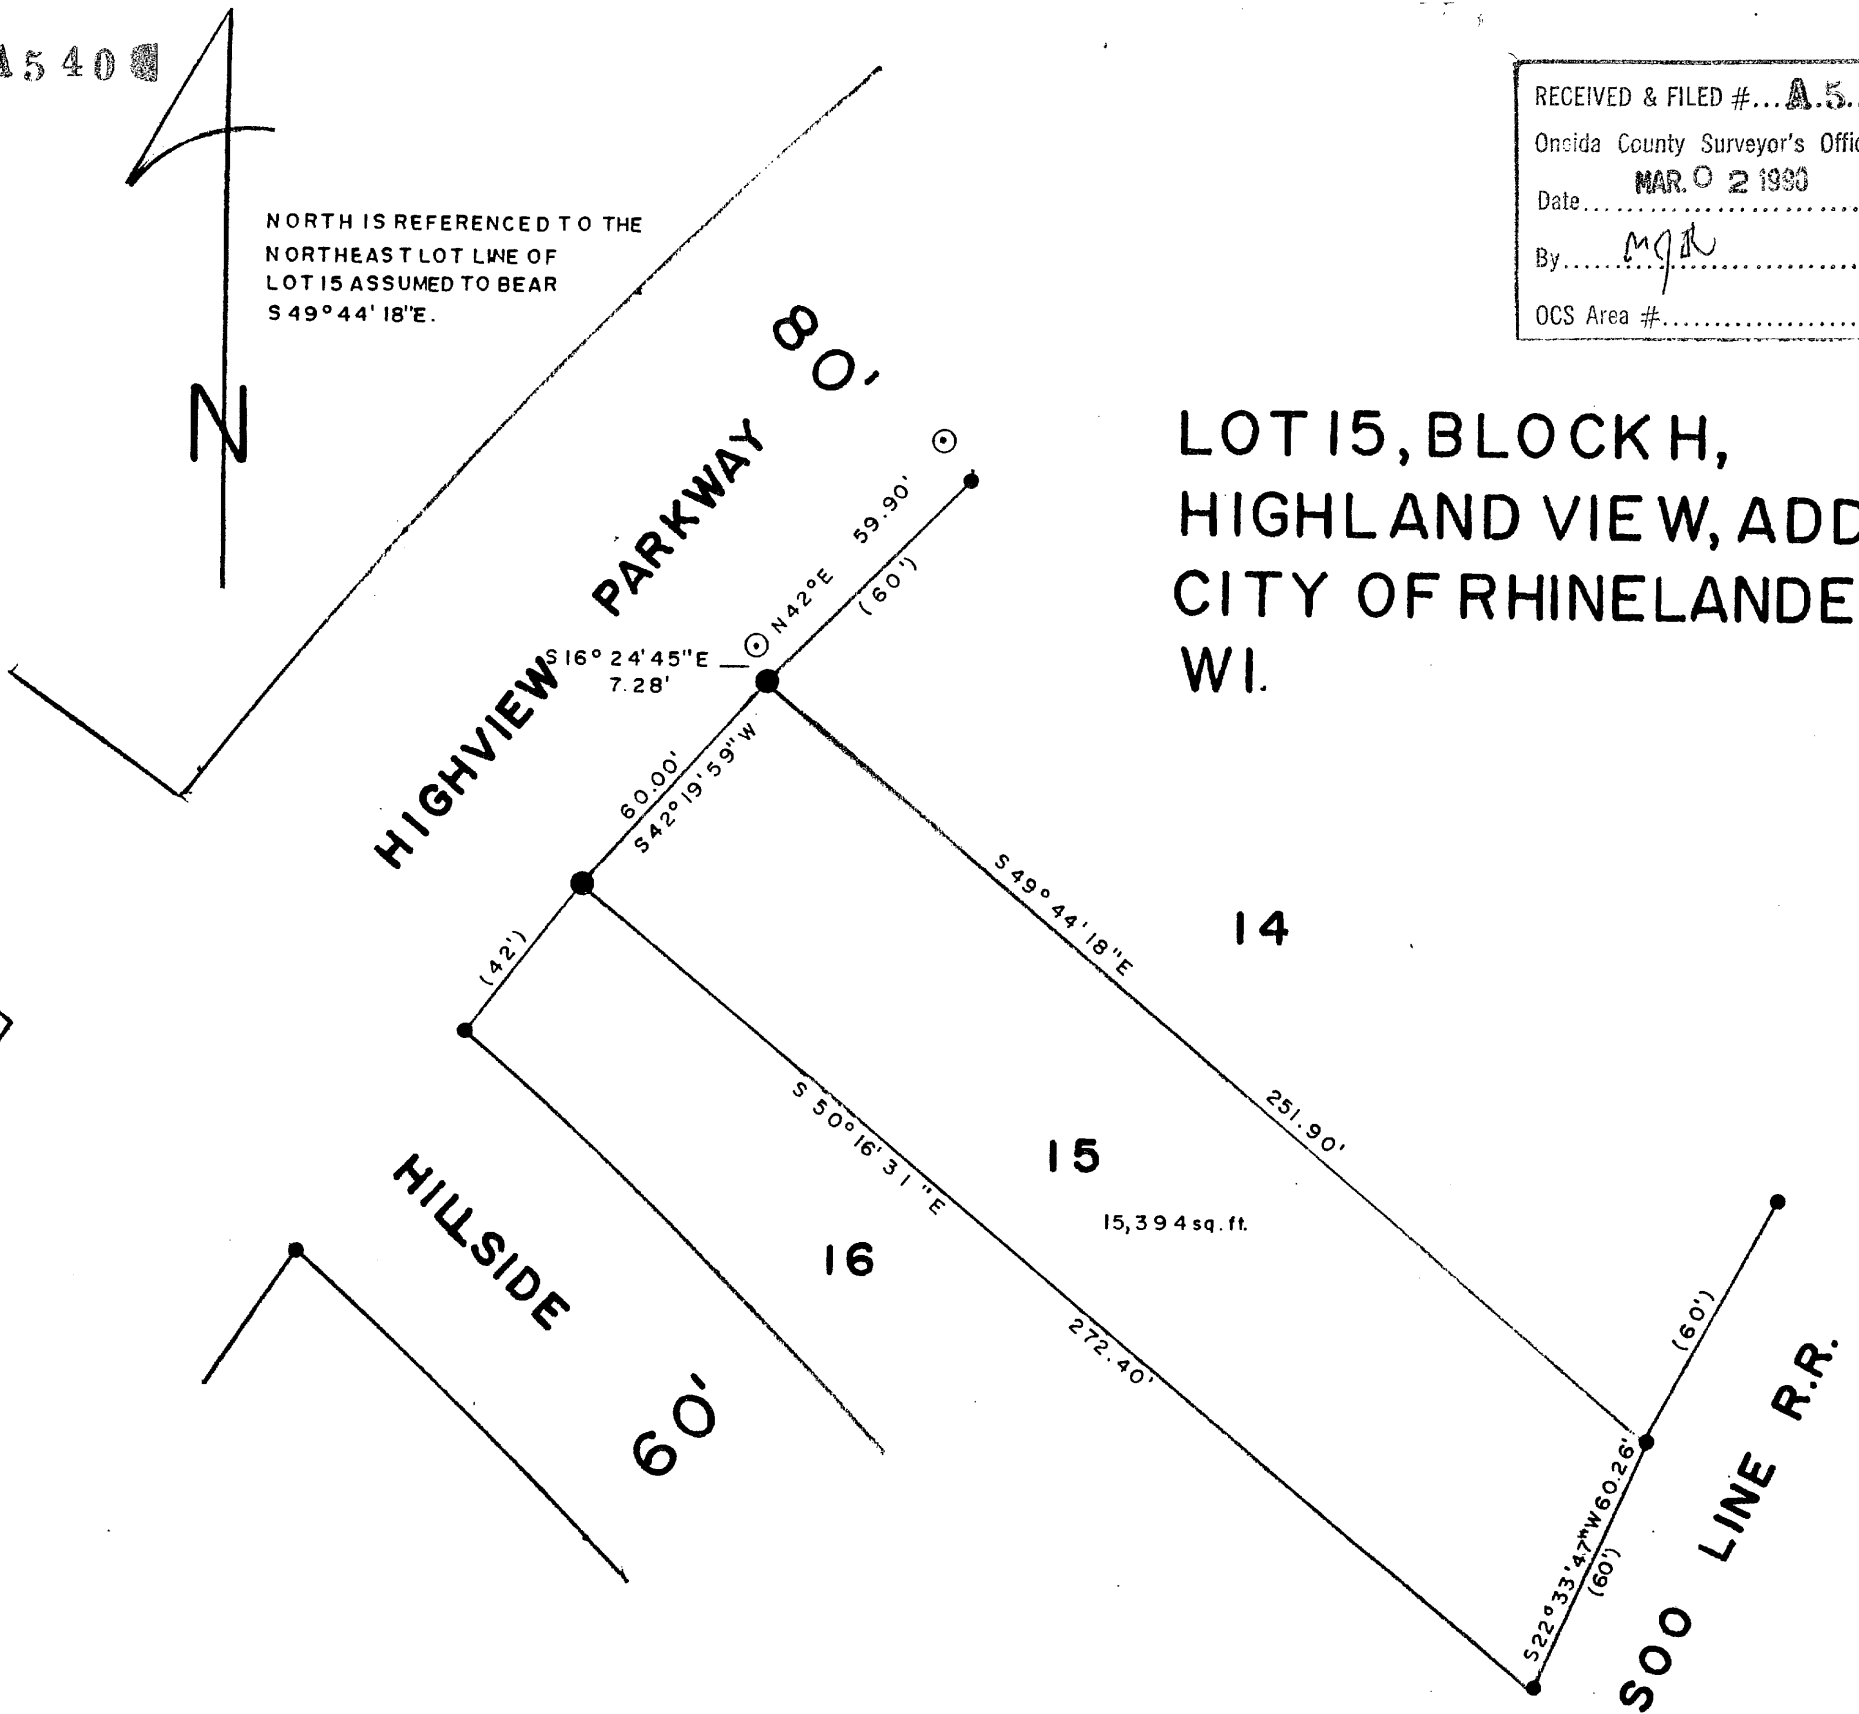 A540
RECEIVED & FILED #...A.5..
Oneida County Surveyor's Offic
MAR. 0 2 1990
Date
By
OCS Area #
NORTH IS REFERENCED TO THE
NORTHEAST LOT LINE OF
LOT 15 ASSUMED TO BEAR
S 49° 44' 18"E.
N
80'
LOT 15, BLOCK H,
HIGHLAND VIEW, ADD
CITY OF RHINELANDE
WI.
HIGHVIEW PARKWAY
59.90'
N 42° E
(60')
S 16° 24' 45" E
7.28'
60.00'
S 42° 19' 59" W
(42')
S 49° 44' 18" E
251.90'
14
S 50° 16' 31" E
272.40'
15
15,394 sq. ft.
16
HILLSIDE
60'
(60')
S 22° 33' 47" W 60.26'
(60')
SOO LINE R.R.